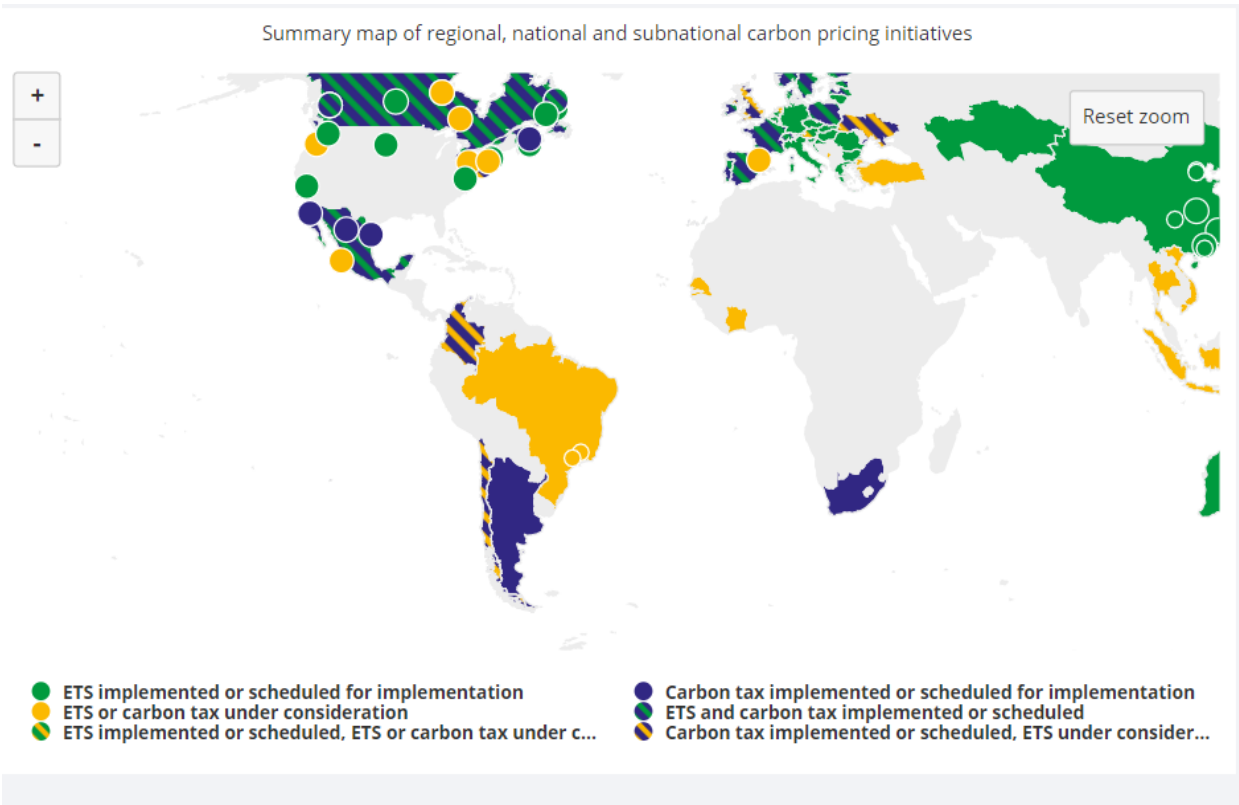 Summary map of regional, national and subnational carbon pricing initiatives
+
-
Reset zoom
ETS implemented or scheduled for implementation
ETS or carbon tax under consideration
ETS implemented or scheduled, ETS or carbon tax under c...
Carbon tax implemented or scheduled for implementation
ETS and carbon tax implemented or scheduled
Carbon tax implemented or scheduled, ETS under consider...